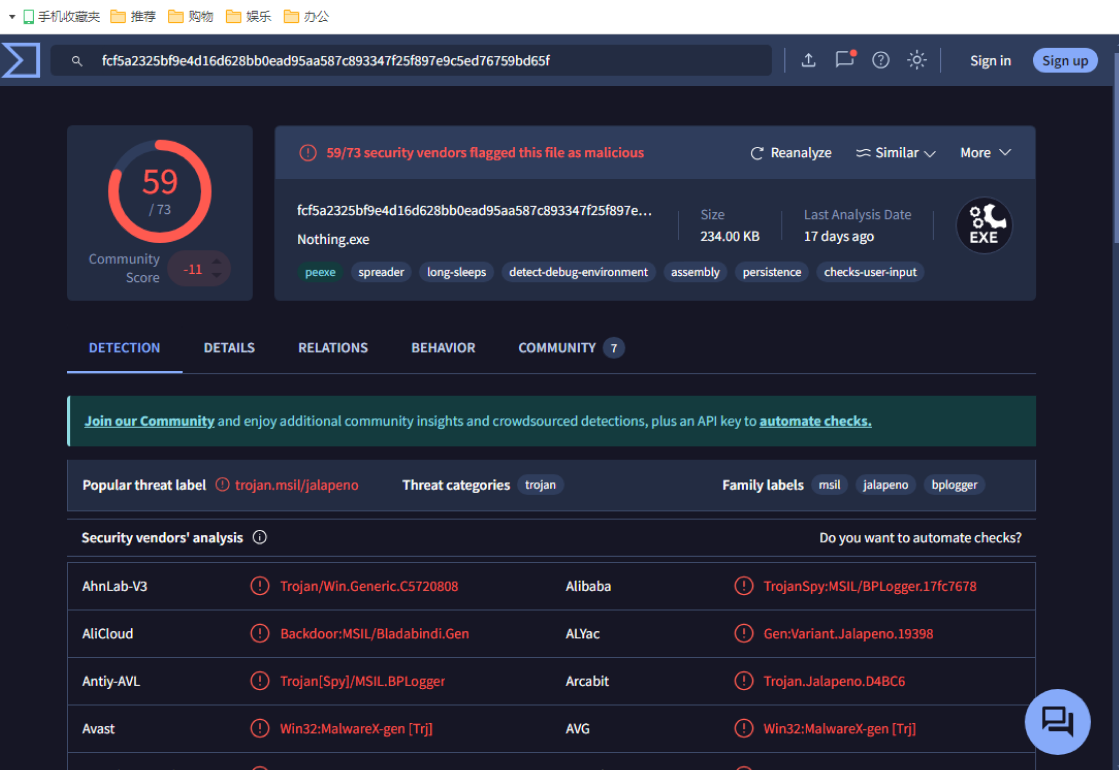 手机收藏夹 推荐 购物 娱乐 办公
fcf5a2325bf9e4d16d628bb0ead95aa587c893347f25f897e9c5ed76759bd65f Sign in Sign up
59 / 73
Community Score -11
59/73 security vendors flagged this file as malicious Reanalyze Similar More
fcf5a2325bf9e4d16d628bb0ead95aa587c893347f25f897e…
Nothing.exe
Size
234.00 KB
Last Analysis Date
17 days ago
EXE
peexe spreader long-sleeps detect-debug-environment assembly persistence checks-user-input
DETECTION DETAILS RELATIONS BEHAVIOR COMMUNITY 7
Join our Community and enjoy additional community insights and crowdsourced detections, plus an API key to automate checks.
Popular threat label trojan.msil/jalapeno Threat categories trojan Family labels msil jalapeno bplogger
Security vendors' analysis Do you want to automate checks?
AhnLab-V3 Trojan/Win.Generic.C5720808 Alibaba TrojanSpy:MSIL/BPLogger.17fc7678
AliCloud Backdoor:MSIL/Bladabindi.Gen ALYac Gen:Variant.Jalapeno.19398
Antiy-AVL Trojan[Spy]/MSIL.BPLogger Arcabit Trojan.Jalapeno.D4BC6
Avast Win32:MalwareX-gen [Trj] AVG Win32:MalwareX-gen [Trj]